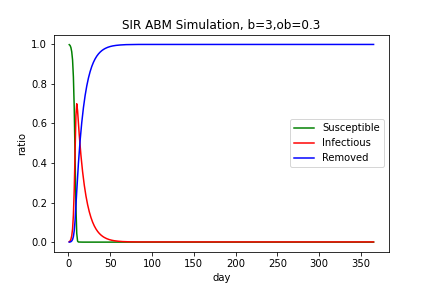 SIR ABM Simulation, b=3,ob=0.3
1.0
0.8
0.6
0.4
0.2
0.0
ratio
Susceptible
Infectious
Removed
0 50 100 150 200 250 300 350
day